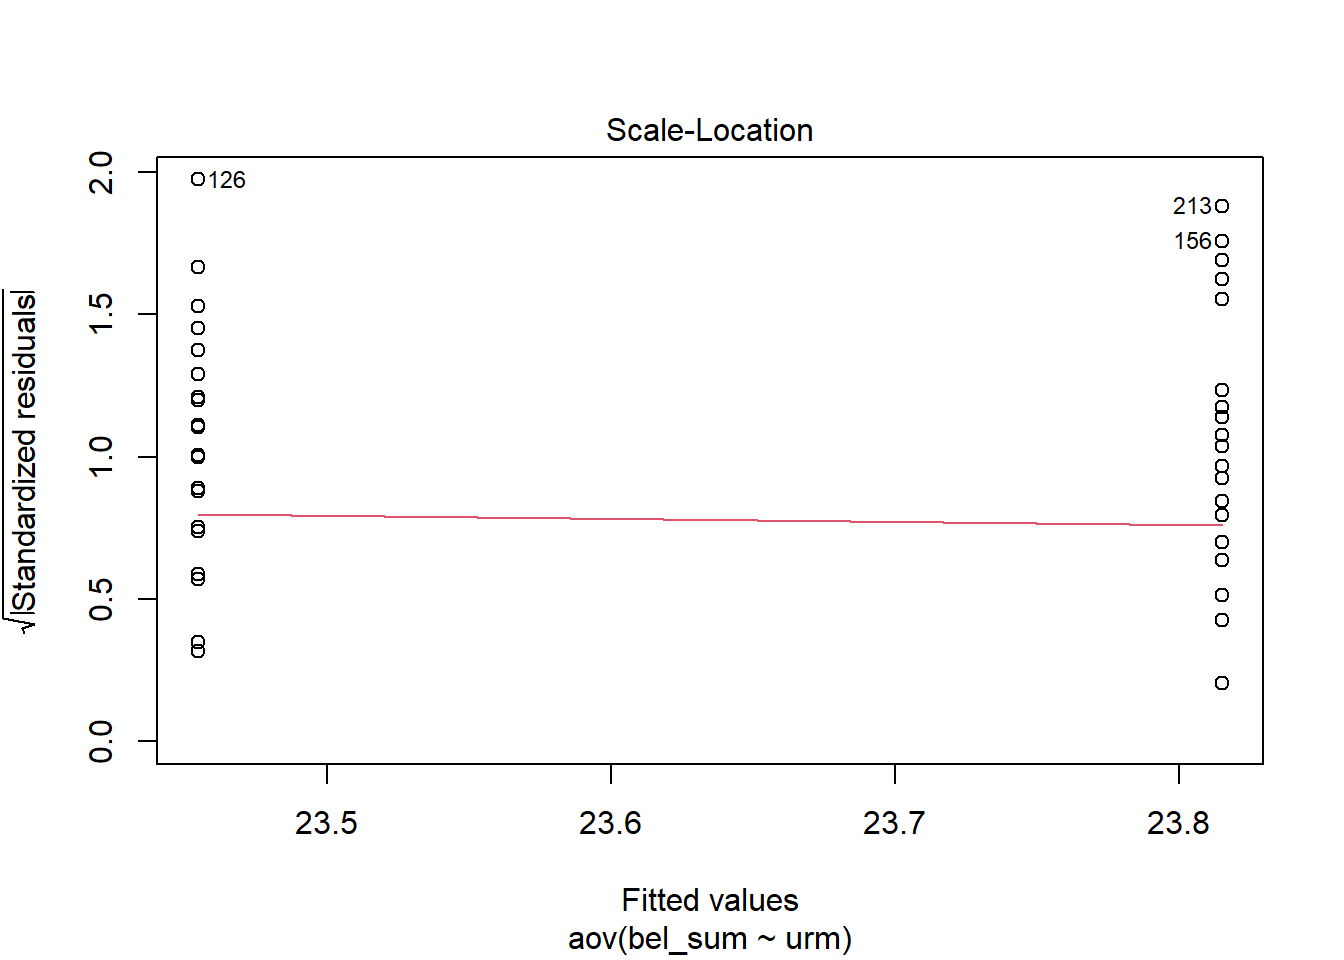 Scale-Location
2.0
1.5
1.0
0.5
0.0
√|Standardized residuals|
126
213
156
23.5 23.6 23.7 23.8
Fitted values
aov(bel_sum ~ urm)